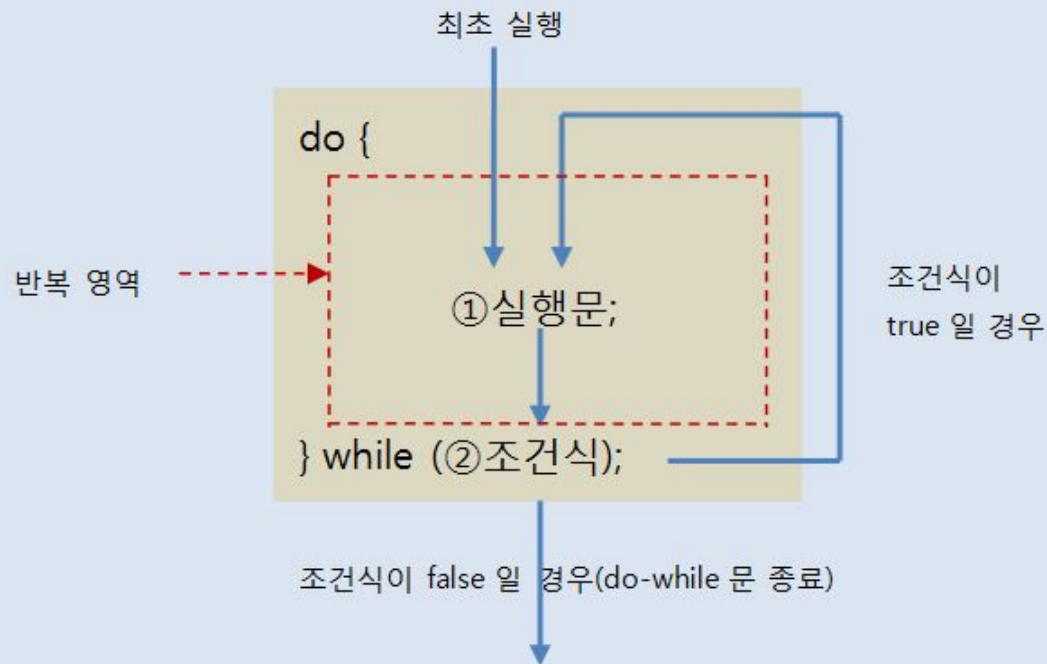 최초 실행
do {
반복 영역
①실행문;
조건식이
true 일 경우
} while (②조건식);
조건식이 false 일 경우(do-while 문 종료)